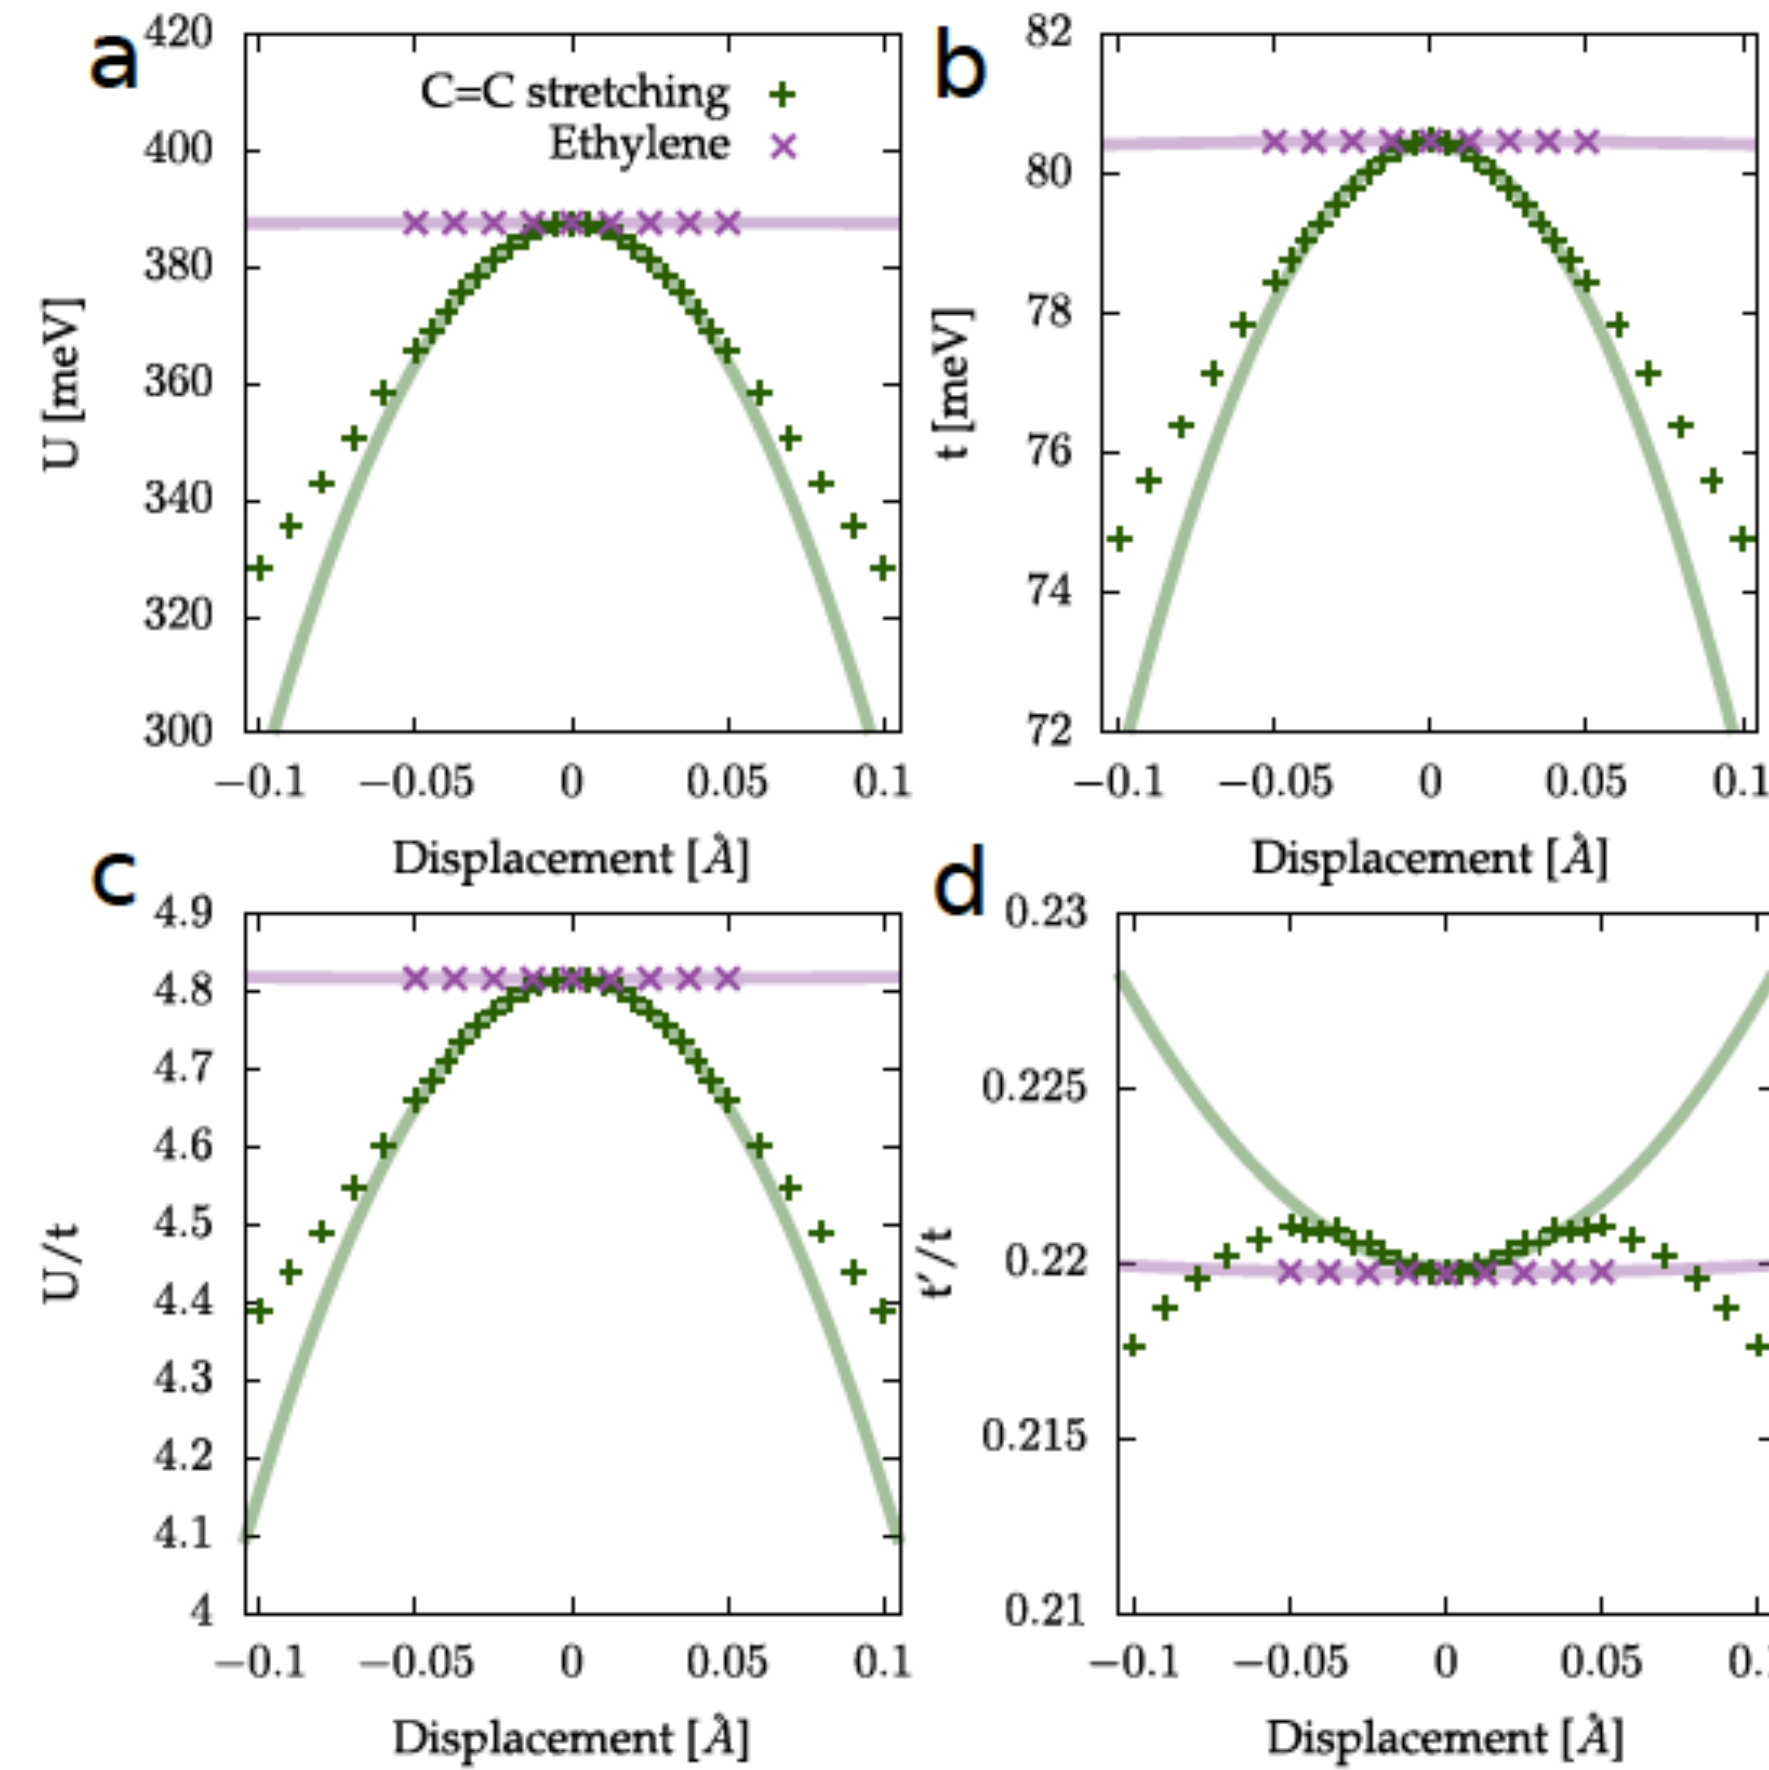 a
420
400
380
360
340
320
300
U [meV]
C=C stretching
Ethylene
−0.1 −0.05 0 0.05 0.1
Displacement [Å]
b
82
80
78
76
74
72
t [meV]
−0.1 −0.05 0 0.05 0.1
Displacement [Å]
c
4.9
4.8
4.7
4.6
4.5
4.4
4.3
4.2
4.1
4
U/t
−0.1 −0.05 0 0.05 0.1
Displacement [Å]
d
0.23
0.225
0.22
0.215
0.21
t′/t
−0.1 −0.05 0 0.05
Displacement [Å]